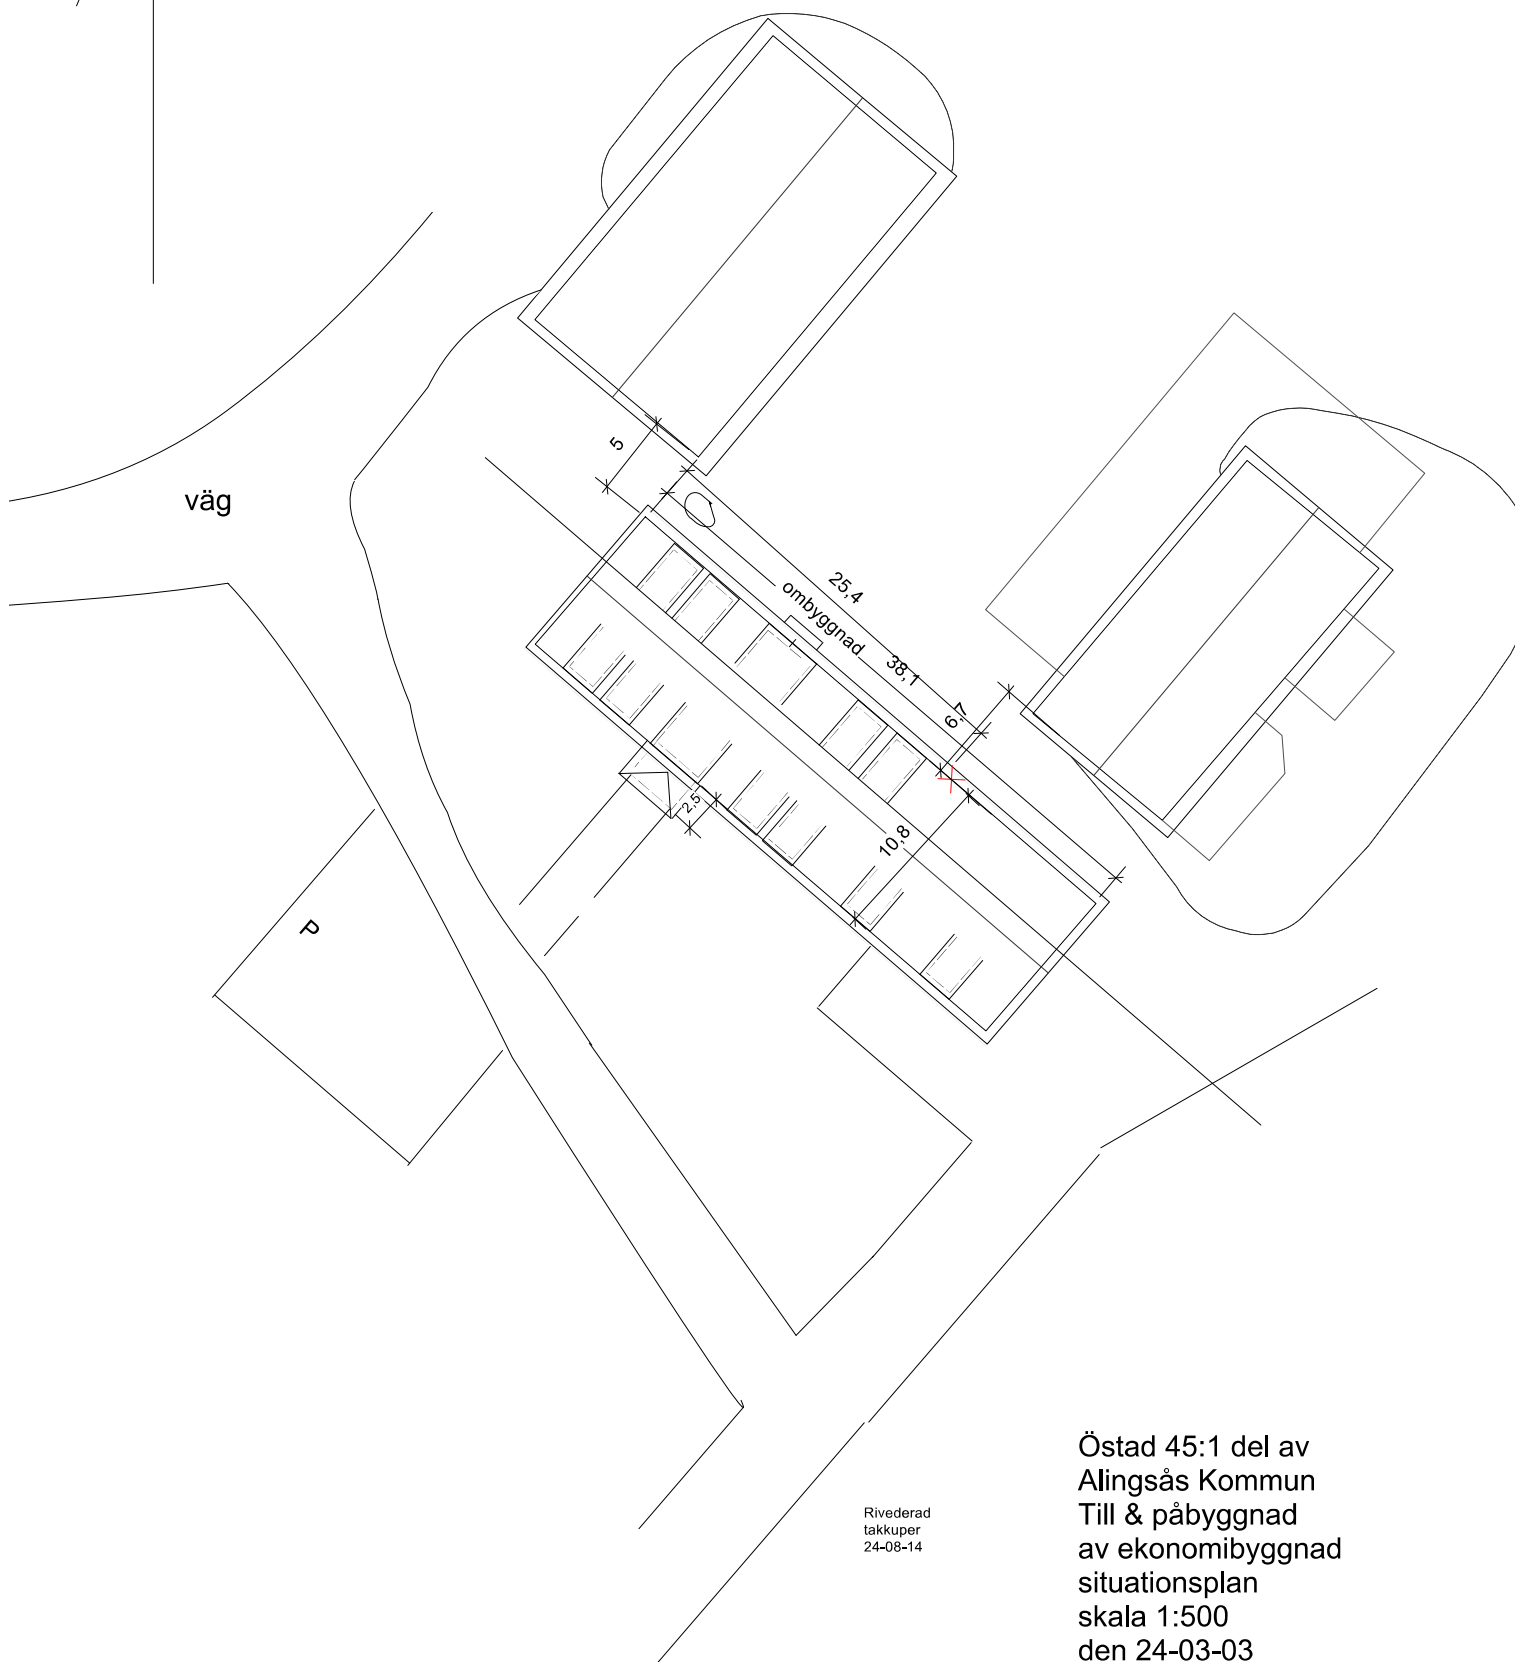 väg
5
25,4
ombyggnad
38,1
6,7
2,5
10,8
P
Rivederad
takkuper
24-08-14
Östad 45:1 del av
Alingsås Kommun
Till & påbyggnad
av ekonomibyggnad
situationsplan
skala 1:500
den 24-03-03